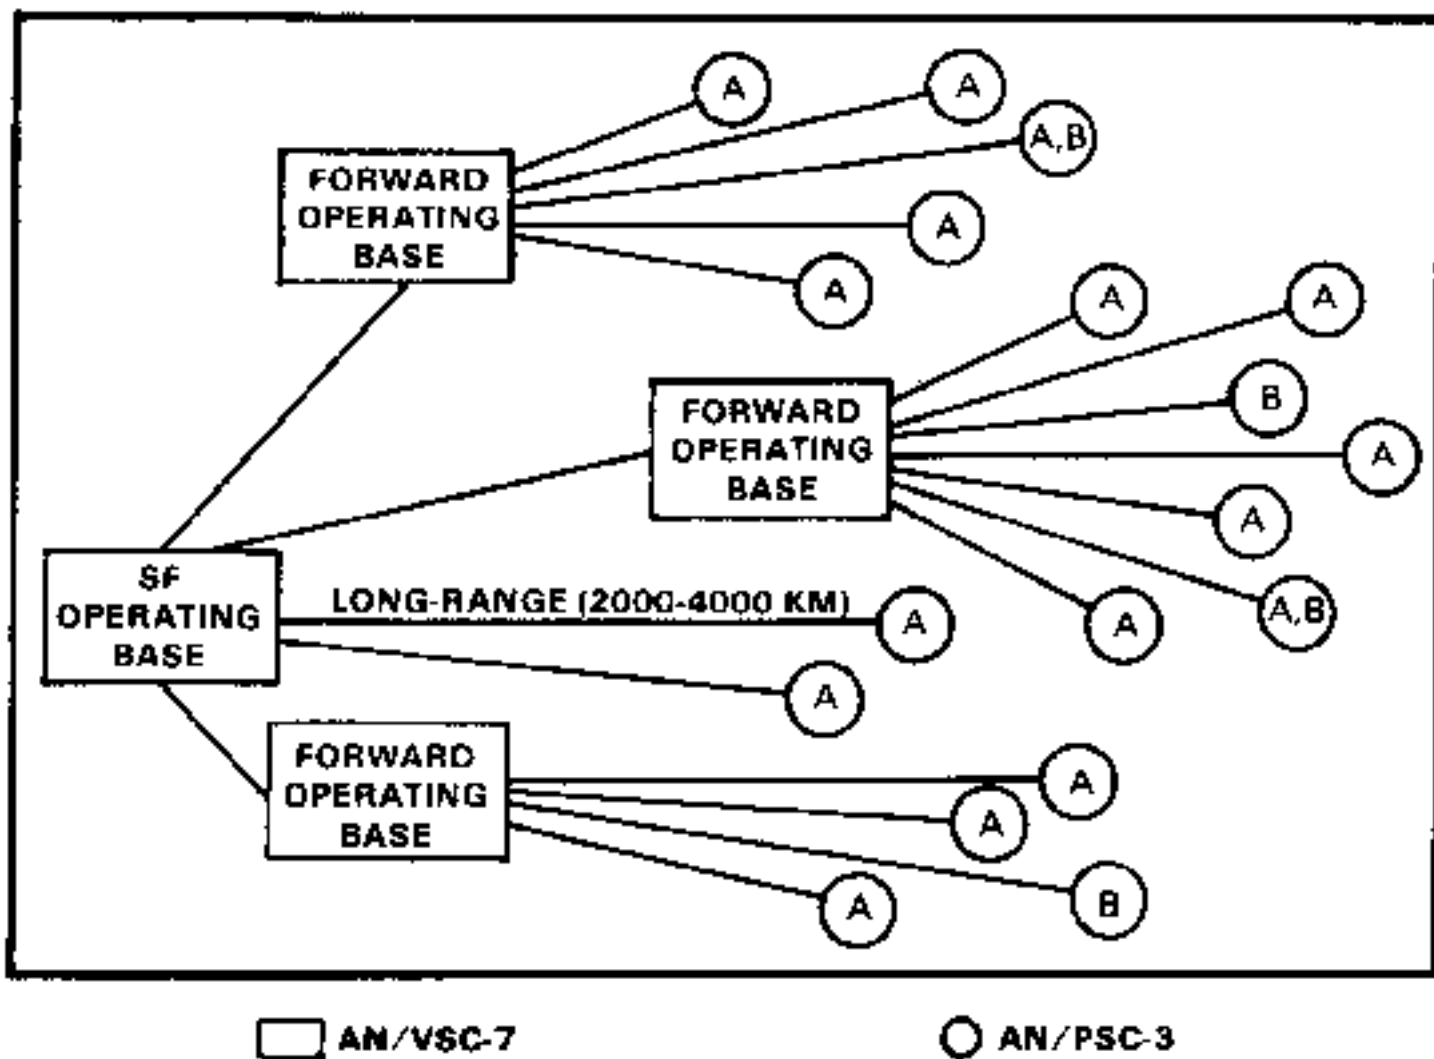 A
A
A,B
FORWARD
OPERATING
BASE
A
A
A
A
B
FORWARD
OPERATING
BASE
A
A
A,B
A
SF
OPERATING
BASE
LONG-RANGE (2000-4000 KM)
A
A
FORWARD
OPERATING
BASE
A
A
B
A
AN/VSC-7
AN/PSC-3